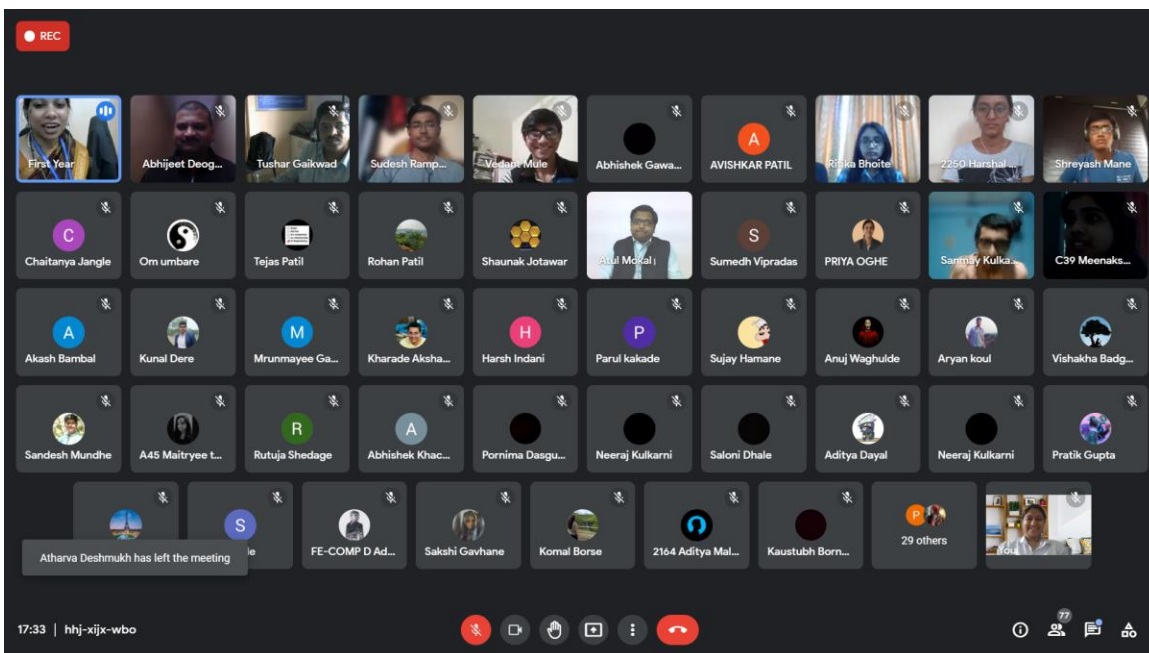 REC
First Year
Abhijeet Deog...
Tushar Gaikwad
Sudesh Ramp...
Vedant Mule
Abhishek Gawa...
A
AVISHKAR PATIL
Ritika Bhoite
2250 Harshal ...
Shreyash Mane
C
Chaitanya Jangle
Om umbare
Tejas Patil
Rohan Patil
Shaunak Jotawar
Atul Mokal
S
Sumedh Vipradas
PRIYA OGHE
Sanmay Kulka...
C39 Meenaks...
A
Akash Bambal
Kunal Dere
M
Mrunmayee Ga...
Kharade Aksha...
H
Harsh Indani
P
Parul kakade
Sujay Hamane
Anuj Waghulde
Aryan koul
Vishakha Badg...
Sandesh Mundhe
A45 Maitryee t...
R
Rutuja Shedage
A
Abhishek Khac...
Pornima Dasgu...
Neeraj Kulkarni
Saloni Dhale
Aditya Dayal
Neeraj Kulkarni
Pratik Gupta
S
FE-COMP D Ad...
Sakshi Gavhane
Komal Borse
2164 Aditya Mal...
Kaustubh Born...
P
29 others
You
Atharva Deshmukh has left the meeting
17:33 | hhj-xijx-wbo
77